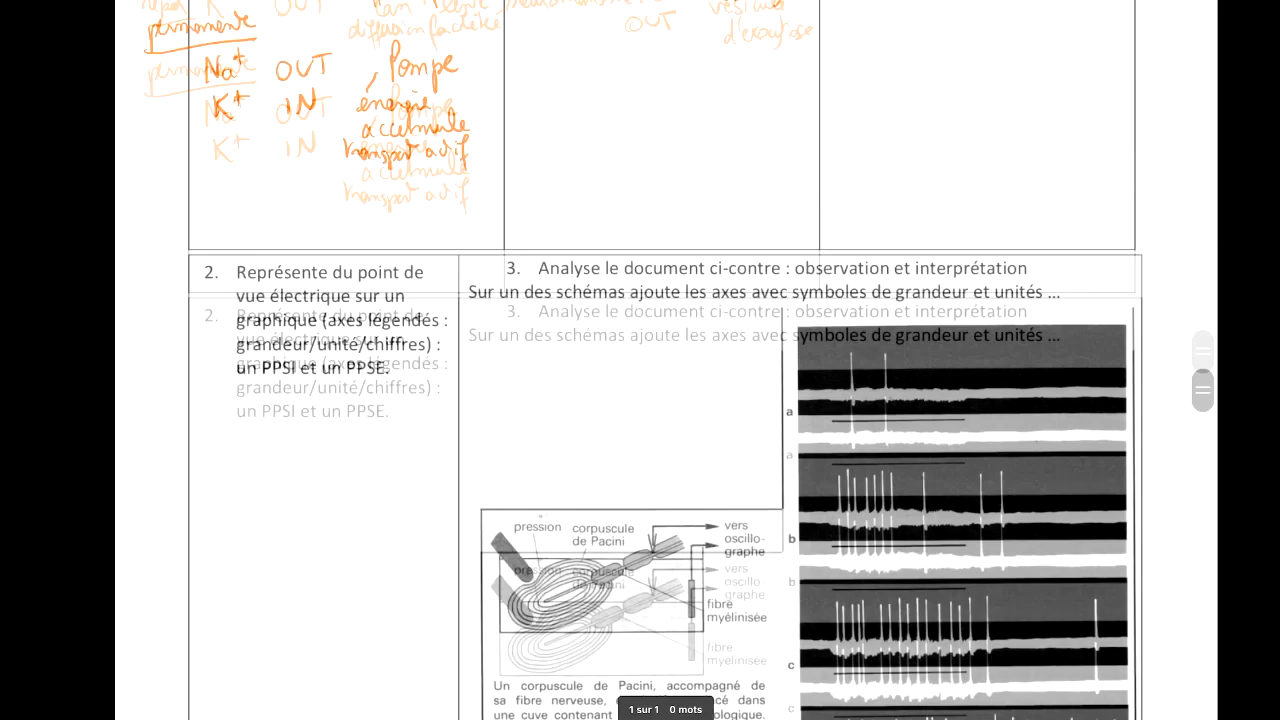 K+ OUT
diffusion facilité
OUT
vésicule
d'exocytose
permanente
Na+ OUT Pompe
K+ IN énergie
accumule
transport actif
2. Représente du point de
vue électrique sur un
graphique (axes légendés :
grandeur/unité/chiffres) :
un PPSI et un PPSE.
3. Analyse le document ci-contre : observation et interprétation
Sur un des schémas ajoute les axes avec symboles de grandeur et unités ...
a
b
c
pression
corpuscule
de Pacini
vers
oscillo-
graphe
fibre
myélinisée
Un corpuscule de Pacini, accompagné de
sa fibre nerveuse,
une cuve contenant
1 sur 1 0 mots